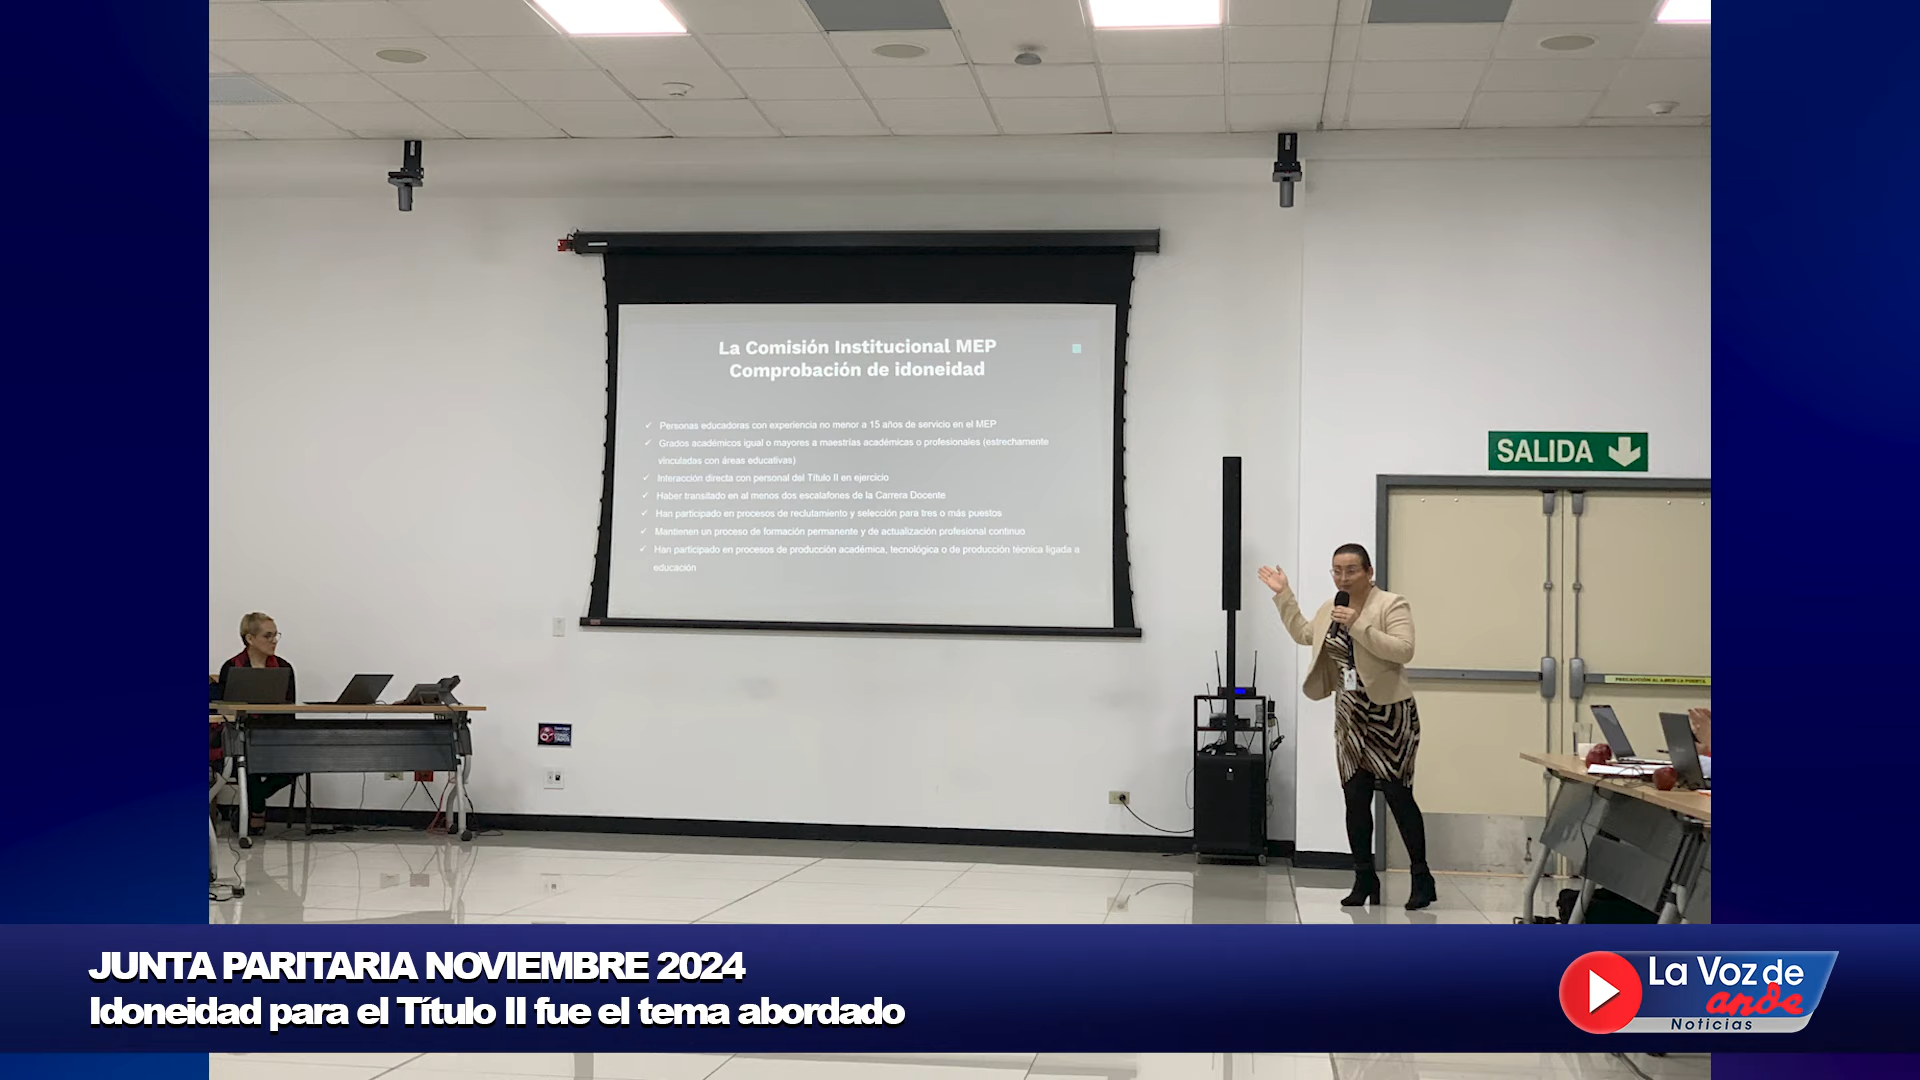 La Comisión Institucional MEP
Comprobación de idoneidad
✓ Personas educadoras con experiencia no menor a 15 años de servicio en el MEP
✓ Grados académicos igual o mayores a maestrías académicas o profesionales (estrechamente
vinculadas con áreas educativas)
✓ Interacción directa con personal del Título II en ejercicio
✓ Haber transitado en al menos dos escalafones de la Carrera Docente
✓ Han participado en procesos de reclutamiento y selección para tres o más puestos
✓ Mantienen un proceso de formación permanente y de actualización profesional continuo
✓ Han participado en procesos de producción académica, tecnológica o de producción técnica ligada a
educación
SALIDA
PRECAUCIÓN AL ABRIR LA PUERTA
JUNTA PARITARIA NOVIEMBRE 2024
Idoneidad para el Título II fue el tema abordado
La Voz de
ande
Noticias